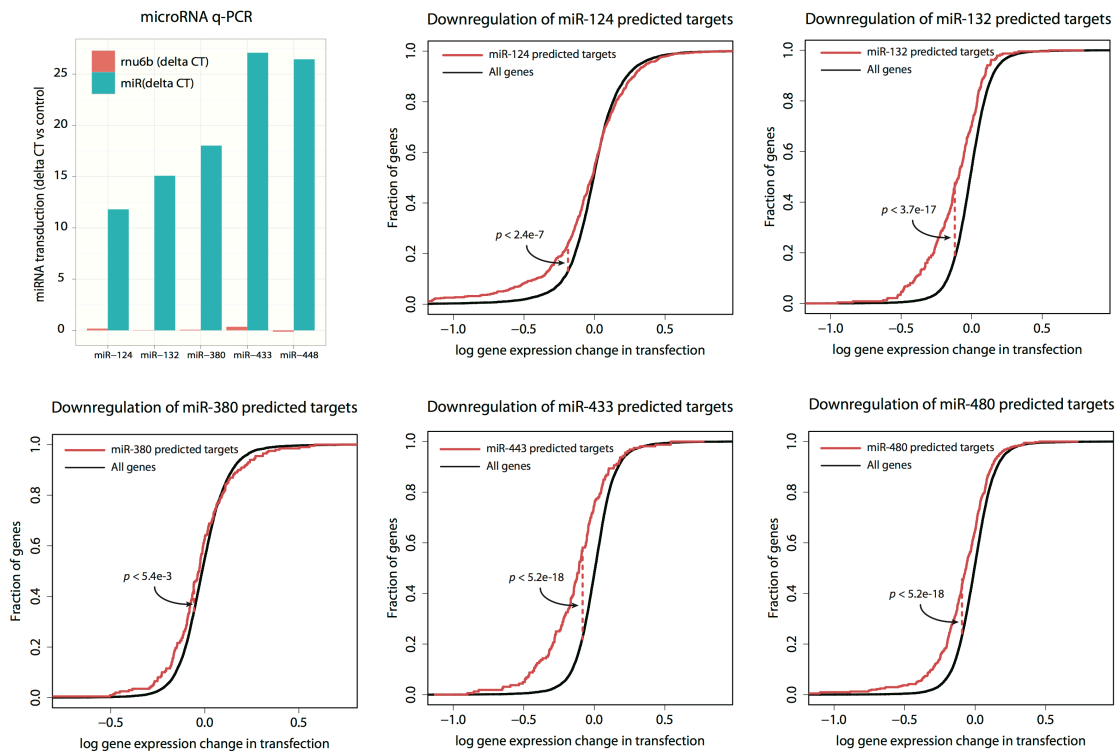 microRNA q-PCR
rnu6b (delta CT)
miR(delta CT)
miRNA transduction (delta CT vs control
25
20
15
10
5
0
miR−124
miR−132
miR−380
miR−433
miR−448
Downregulation of miR-124 predicted targets
miR-124 predicted targets
All genes
Fraction of genes
1.0
0.8
0.6
0.4
0.2
0.0
p < 2.4e-7
−1.0
−0.5
0.0
0.5
log gene expression change in transfection
Downregulation of miR-132 predicted targets
miR-132 predicted targets
All genes
Fraction of genes
1.0
0.8
0.6
0.4
0.2
0.0
p < 3.7e-17
−1.0
−0.5
0.0
0.5
log gene expression change in transfection
Downregulation of miR-380 predicted targets
miR-380 predicted targets
All genes
Fraction of genes
1.0
0.8
0.6
0.4
0.2
0.0
p < 5.4e-3
−0.5
0.0
0.5
log gene expression change in transfection
Downregulation of miR-433 predicted targets
miR-443 predicted targets
All genes
Fraction of genes
1.0
0.8
0.6
0.4
0.2
0.0
p < 5.2e-18
−1.0
−0.5
0.0
0.5
log gene expression change in transfection
Downregulation of miR-480 predicted targets
miR-480 predicted targets
All genes
Fraction of genes
1.0
0.8
0.6
0.4
0.2
0.0
p < 5.2e-18
−1.0
−0.5
0.0
0.5
log gene expression change in transfection